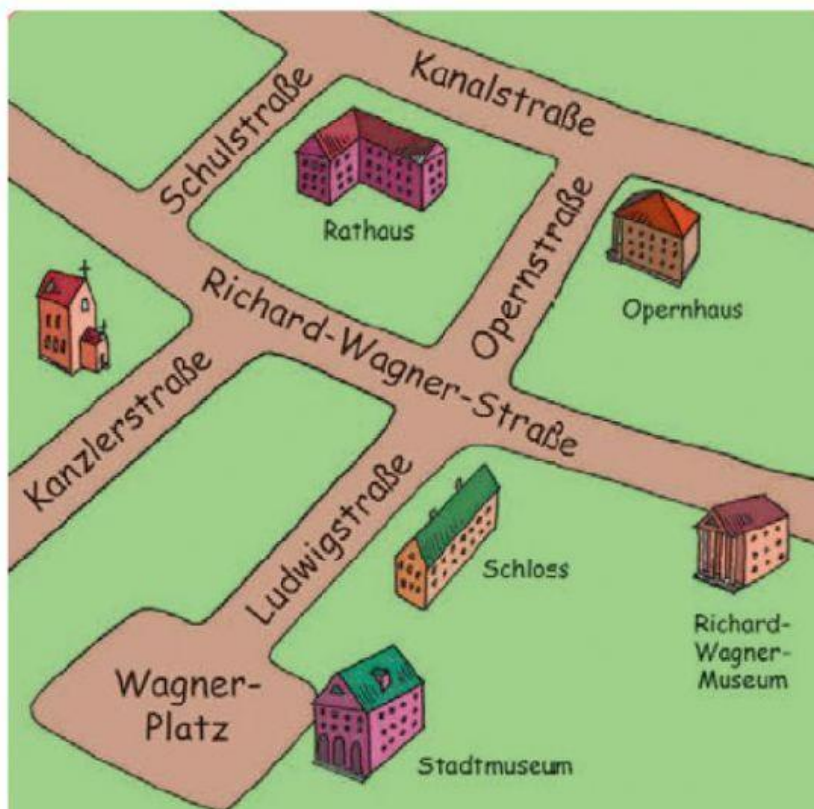 Kanalstraße
Schulstraße
Rathaus
Opernstraße
Opernhaus
Richard-Wagner-Straße
Kanzlerstraße
Ludwigstraße
Schloss
Richard-
Wagner-
Museum
Wagner-
Platz
Stadtmuseum